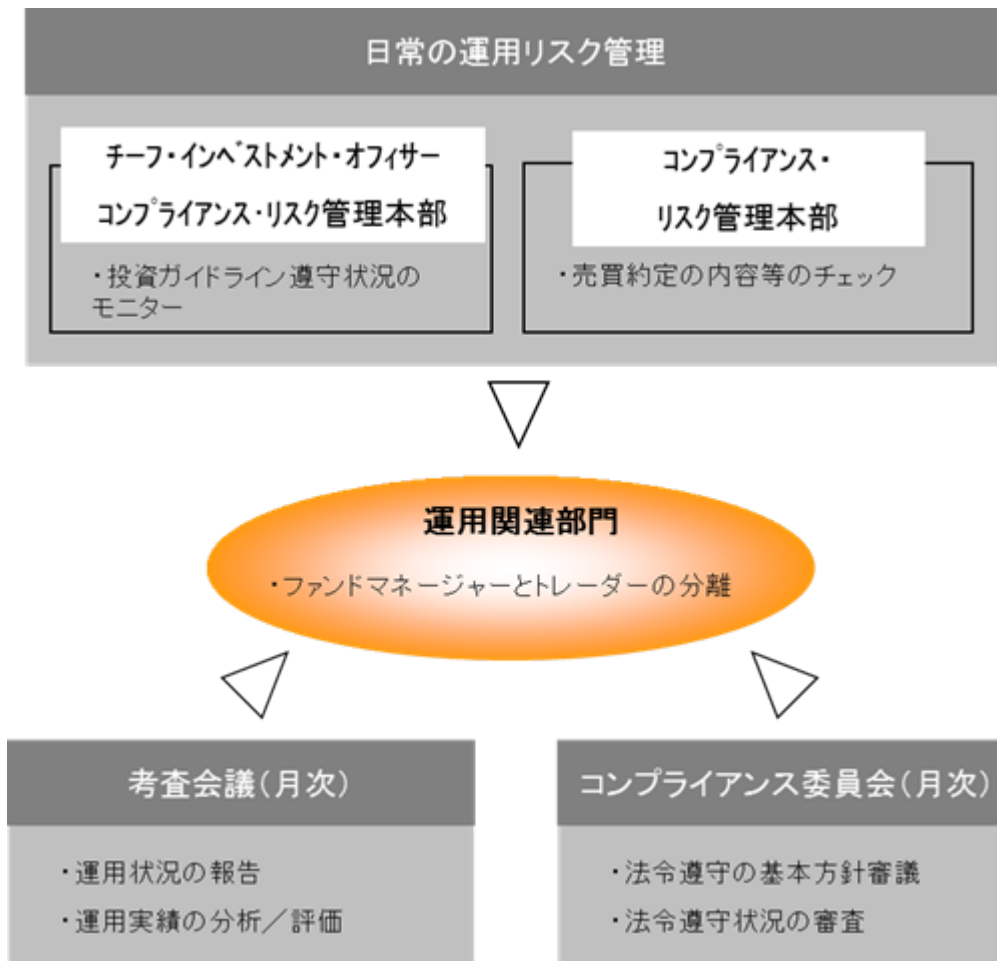 日常の運用リスク管理
チーフ・インベストメント・オフィサー
コンプライアンス・リスク管理本部
・投資ガイドライン遵守状況の
モニター
コンプライアンス・
リスク管理本部
・売買約定の内容等のチェック
運用関連部門
・ファンドマネージャーとトレーダーの分離
考査会議(月次)
・運用状況の報告
・運用実績の分析／評価
コンプライアンス委員会(月次)
・法令遵守の基本方針審議
・法令遵守状況の審査